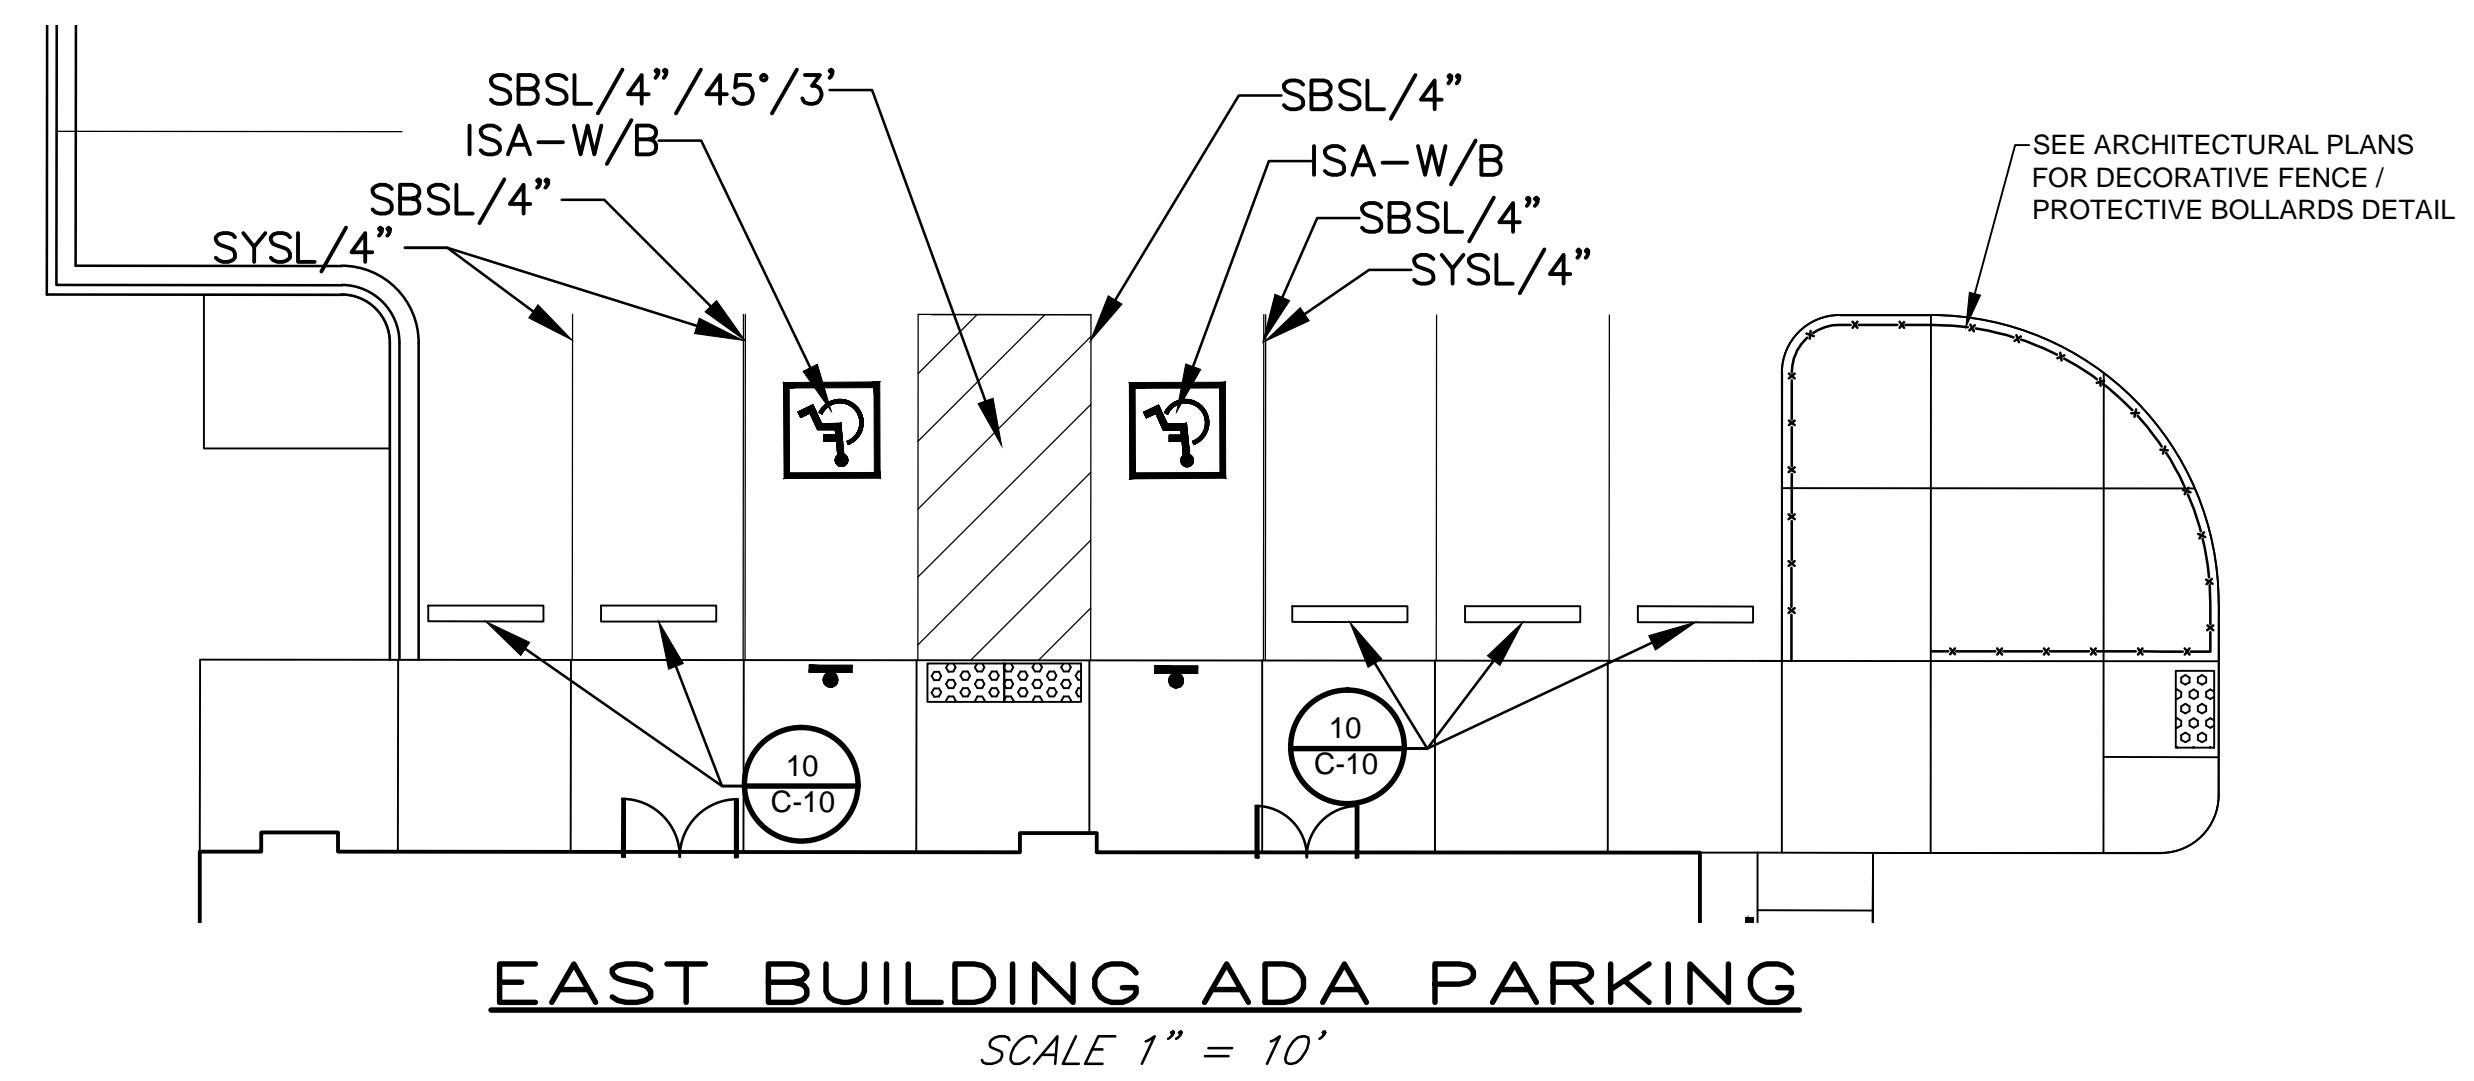 SBSL/4"/45°/3'
ISA-W/B
SBSL/4"
SYSL/4"
SBSL/4"
ISA-W/B
SBSL/4"
SYSL/4"
SEE ARCHITECTURAL PLANS
FOR DECORATIVE FENCE /
PROTECTIVE BOLLARDS DETAIL
10
C-10
10
C-10
EAST BUILDING ADA PARKING
SCALE 1" = 10'